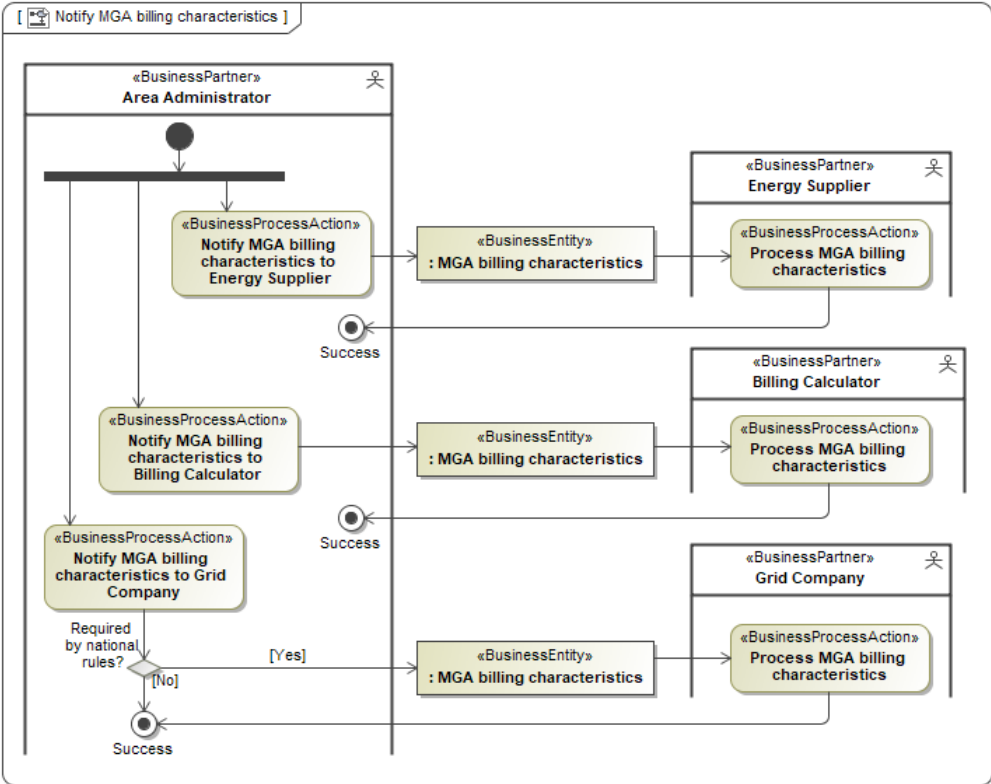 [ Notify MGA billing characteristics ]
«BusinessPartner»
Area Administrator
«BusinessPartner»
Energy Supplier
«BusinessProcessAction»
Notify MGA billing
characteristics to
Energy Supplier
«BusinessEntity»
: MGA billing characteristics
«BusinessProcessAction»
Process MGA billing
characteristics
Success
«BusinessPartner»
Billing Calculator
«BusinessProcessAction»
Notify MGA billing
characteristics to
Billing Calculator
«BusinessEntity»
: MGA billing characteristics
«BusinessProcessAction»
Process MGA billing
characteristics
Success
«BusinessProcessAction»
Notify MGA billing
characteristics to Grid
Company
«BusinessPartner»
Grid Company
Required
by national
rules?
[Yes]
[No]
«BusinessEntity»
: MGA billing characteristics
«BusinessProcessAction»
Process MGA billing
characteristics
Success